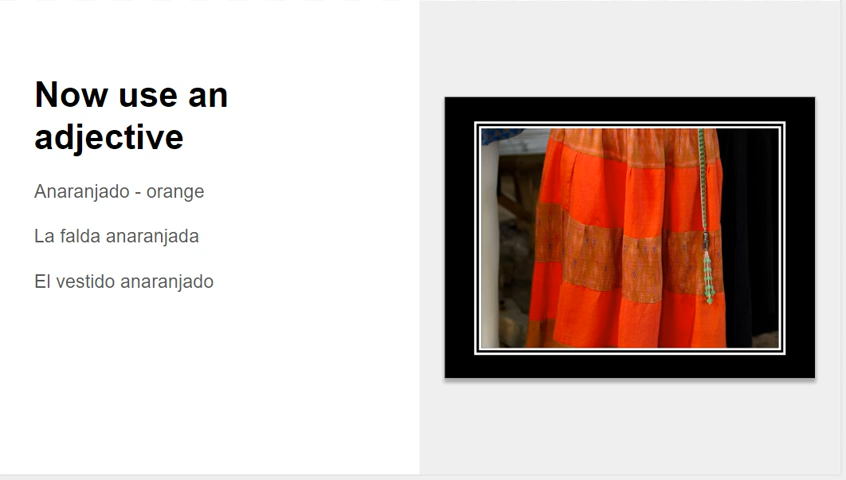 Now use an
adjective
Anaranjado - orange
La falda anaranjada
El vestido anaranjado